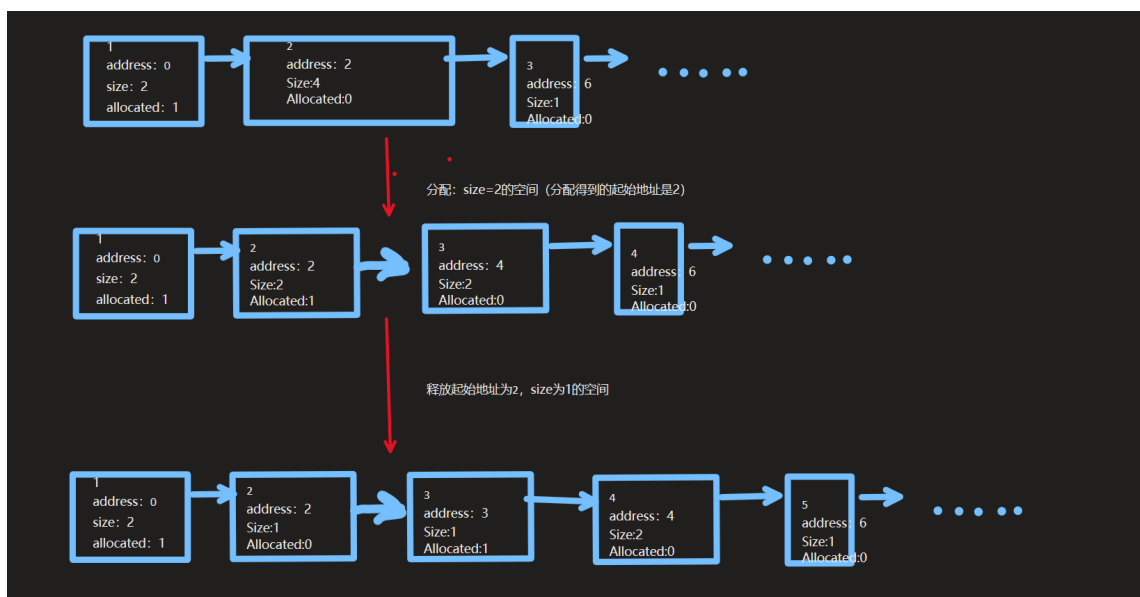 1
address：0
size：2
allocated：1
2
address：2
Size:4
Allocated:0
3
address：6
Size:1
Allocated:0
分配：size=2的空间（分配得到的起始地址是2）
1
address：0
size：2
allocated：1
2
address：2
Size:2
Allocated:1
3
address：4
Size:2
Allocated:0
4
address：6
Size:1
Allocated:0
释放起始地址为2，size为1的空间
1
address：0
size：2
allocated：1
2
address：2
Size:1
Allocated:0
3
address：3
Size:1
Allocated:1
4
address：4
Size:2
Allocated:0
5
address：6
Size:1
Allocated:0